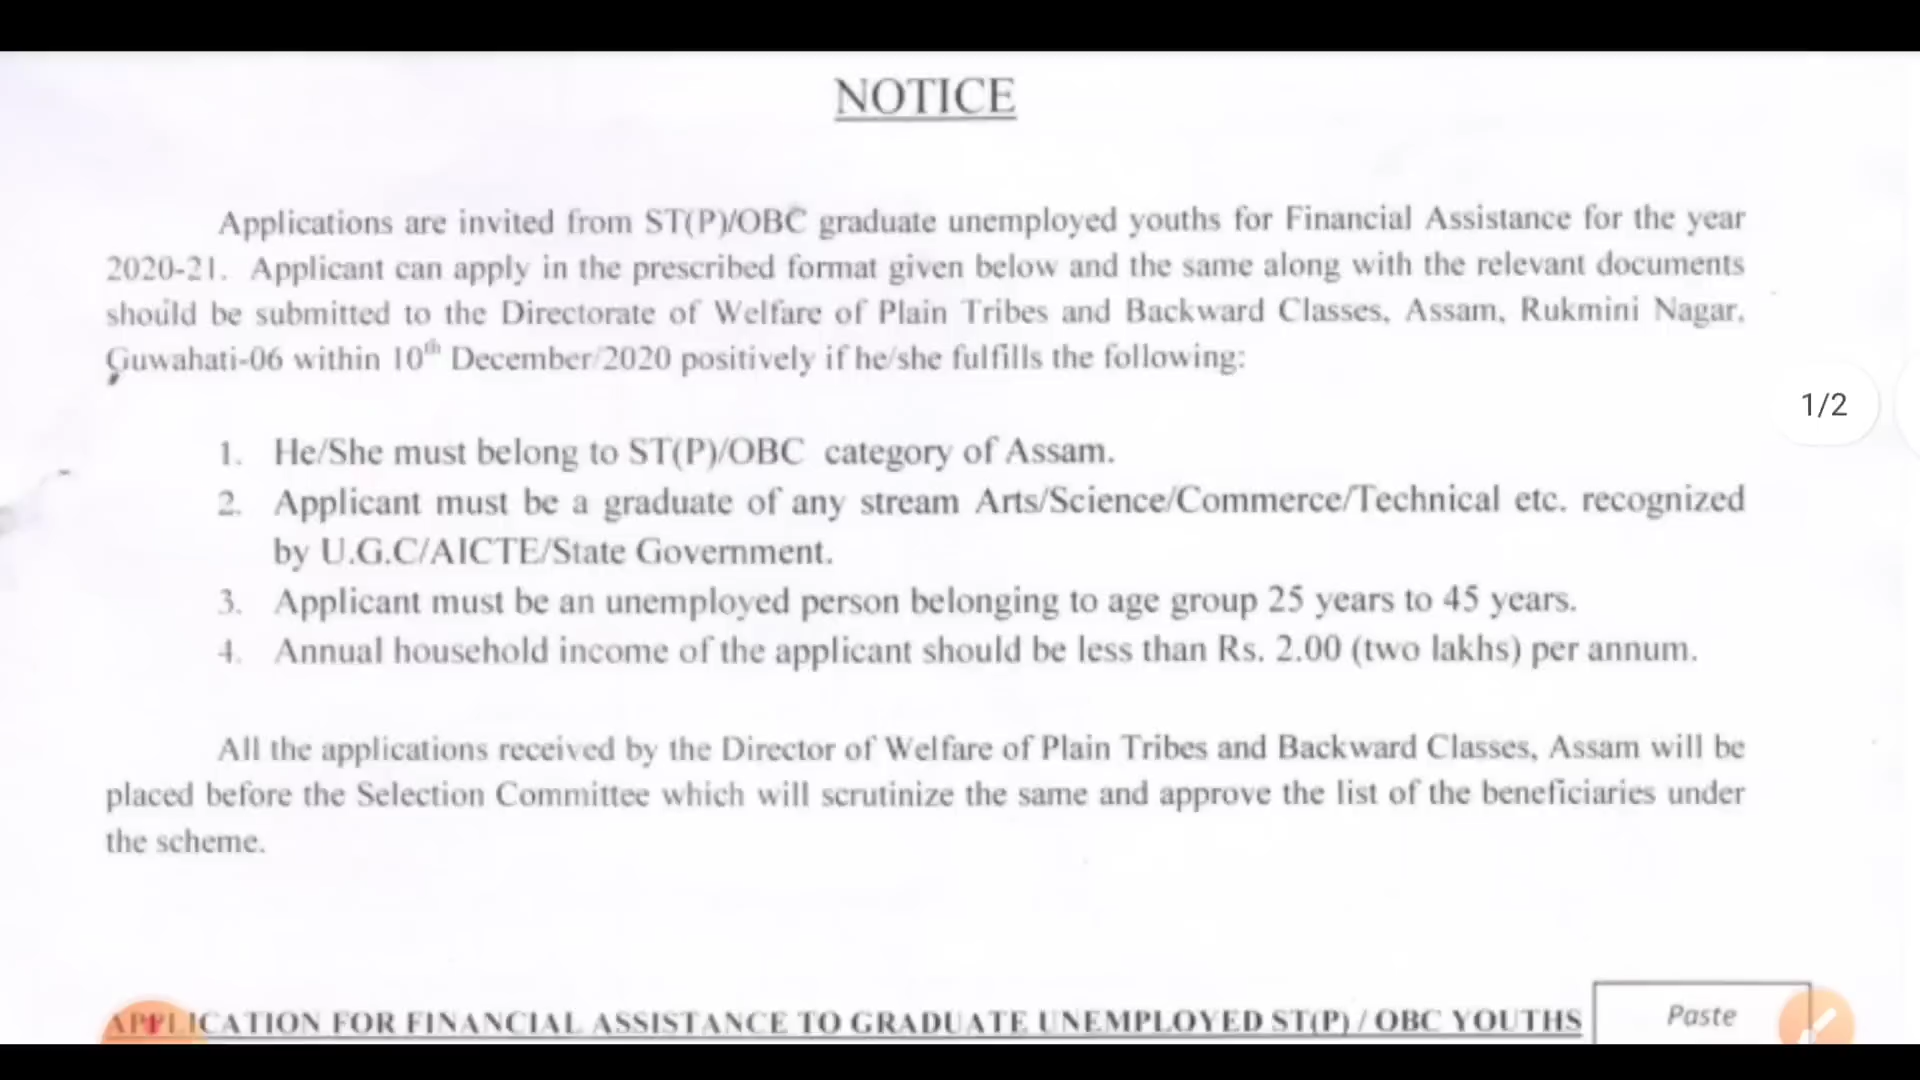 NOTICE
Applications are invited from ST(P)/OBC graduate unemployed youths for Financial Assistance for the year
2020-21. Applicant can apply in the prescribed format given below and the same along with the relevant documents
should be submitted to the Directorate of Welfare of Plain Tribes and Backward Classes, Assam, Rukmini Nagar,
Guwahati-06 within 10th December/2020 positively if he/she fulfills the following:
1/2
1. He/She must belong to ST(P)/OBC category of Assam.
2. Applicant must be a graduate of any stream Arts/Science/Commerce/Technical etc. recognized
by U.G.C/AICTE/State Government.
3. Applicant must be an unemployed person belonging to age group 25 years to 45 years.
4. Annual household income of the applicant should be less than Rs. 2.00 (two lakhs) per annum.
All the applications received by the Director of Welfare of Plain Tribes and Backward Classes, Assam will be
placed before the Selection Committee which will scrutinize the same and approve the list of the beneficiaries under
the scheme.
APPLICATION FOR FINANCIAL ASSISTANCE TO GRADUATE UNEMPLOYED ST(P) / OBC YOUTHS
Paste